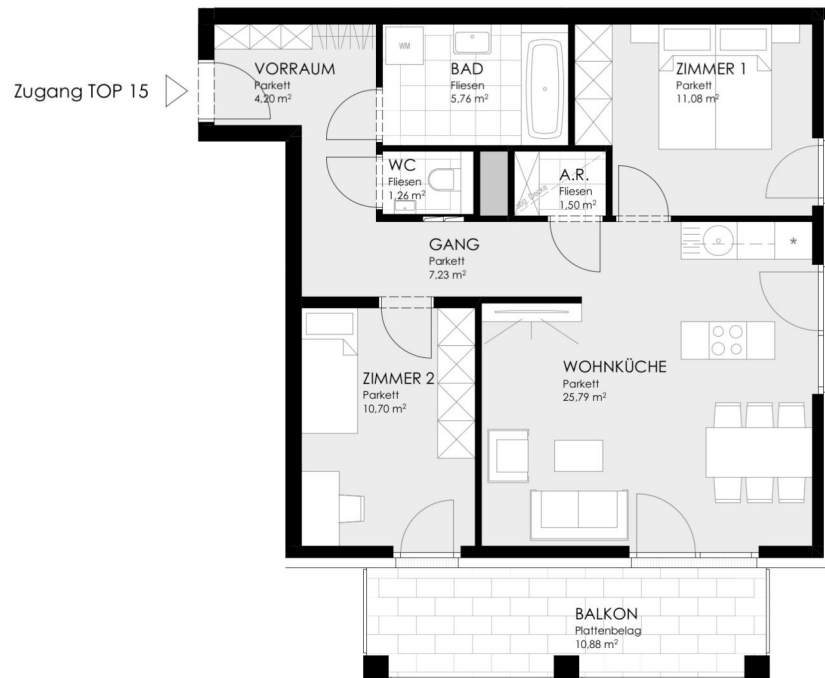 Zugang TOP 15
VORRAUM
Parkett
4,20 m²
BAD
Fliesen
5,76 m²
WM
ZIMMER 1
Parkett
11,08 m²
WC
Fliesen
1,26 m²
A.R.
Fliesen
1,50 m²
abg. Decke
GANG
Parkett
7,23 m²
*
ZIMMER 2
Parkett
10,70 m²
WOHNKÜCHE
Parkett
25,79 m²
BALKON
Plattenbelag
10,88 m²